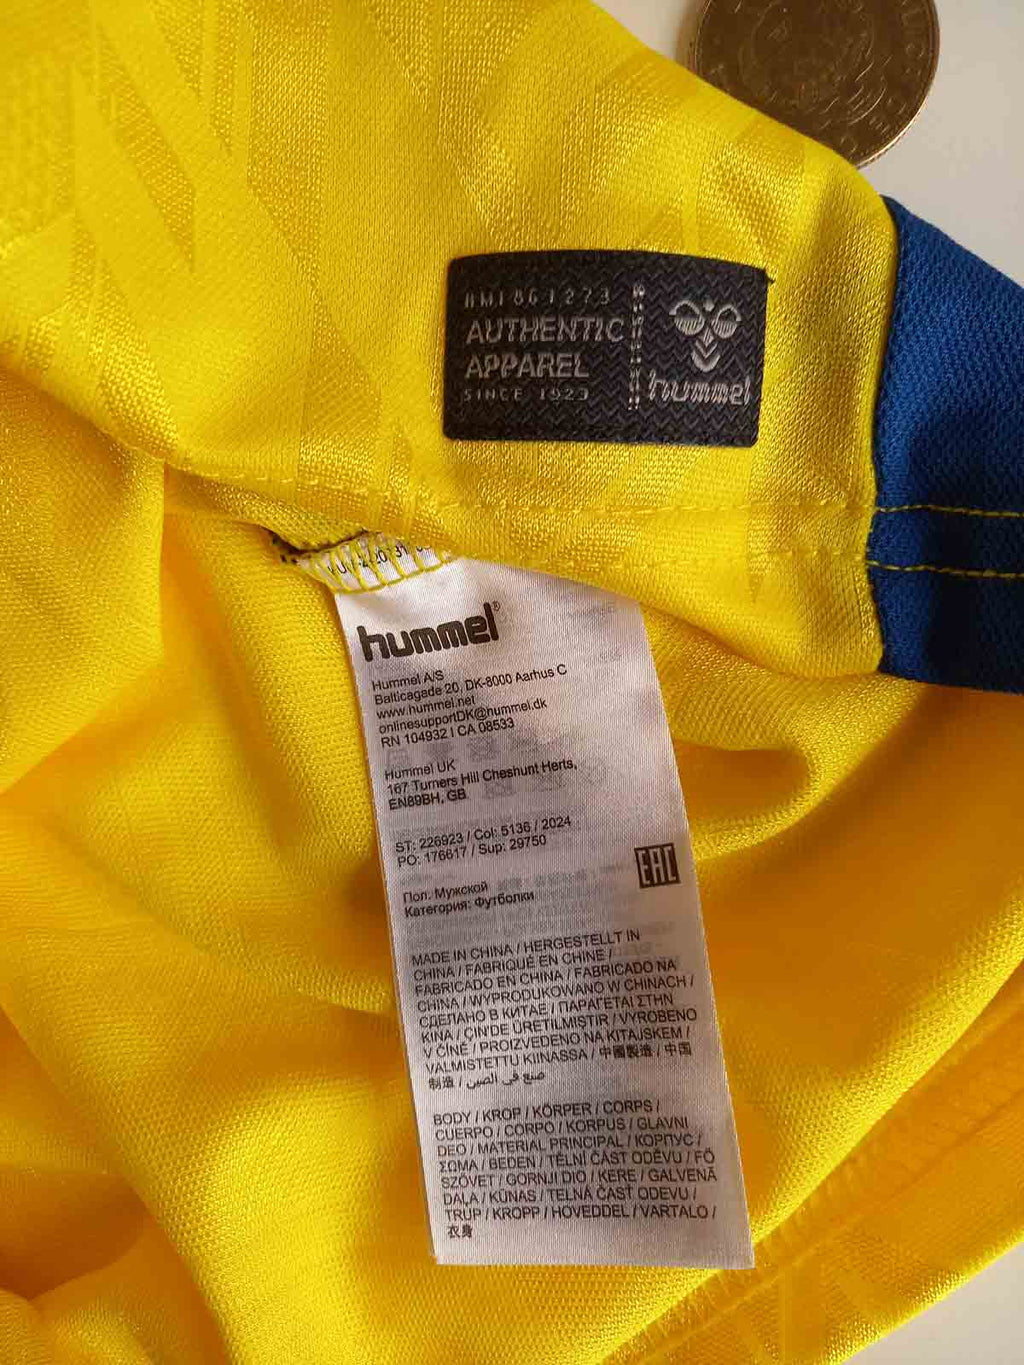 HMI 861273
AUTHENTIC
APPAREL
SINCE 1923
hummel
hummel®
Hummel A/S
Balticagade 20, DK-8000 Aarhus C
www.hummel.net
onlinesupportDK@hummel.dk
RN 104932 I CA 08533
Hummel UK
167 Turners Hill Cheshunt Herts,
EN89BH, GB
ST: 226923 / Col: 5136 / 2024
PO: 176617 / Sup: 29750
EAC
Пол: Мужской
Категория: Футболки
MADE IN CHINA / HERGESTELLT IN
CHINA / FABRIQUÉ EN CHINE /
FABRICADO EN CHINA / FABRICADO NA
CHINA / WYPRODUKOWANO W CHINACH /
СДЕЛАНО В КИТАЕ / ΠΑΡΑΓΕΤΑΙ ΣΤΗΝ
ΚΙΝΑ / ÇIN'DE ÜRETILMIŞTIR / VYROBENO
V ČÍNĚ / PROIZVEDENO NA KITAJSKEM /
VALMISTETTU KIINASSA / 中國製造 / 中国
制造 / صنع في الصين
BODY / KROP / KÖRPER / CORPS /
CUERPO / CORPO / KORPUS / GLAVNI
DEO / MATERIAL PRINCIPAL / КОРПУС /
ΣΩΜΑ / BEDEN / TĚLNÍ ČÁST ODĚVU / FŐ
SZÖVET / GORNJI DIO / KERE / GALVENĀ
DAĻA / KŪNAS / TELNÁ ČASŤ ODEVU /
TRUP / KROPP / HOVEDDEL / VARTALO /
衣身